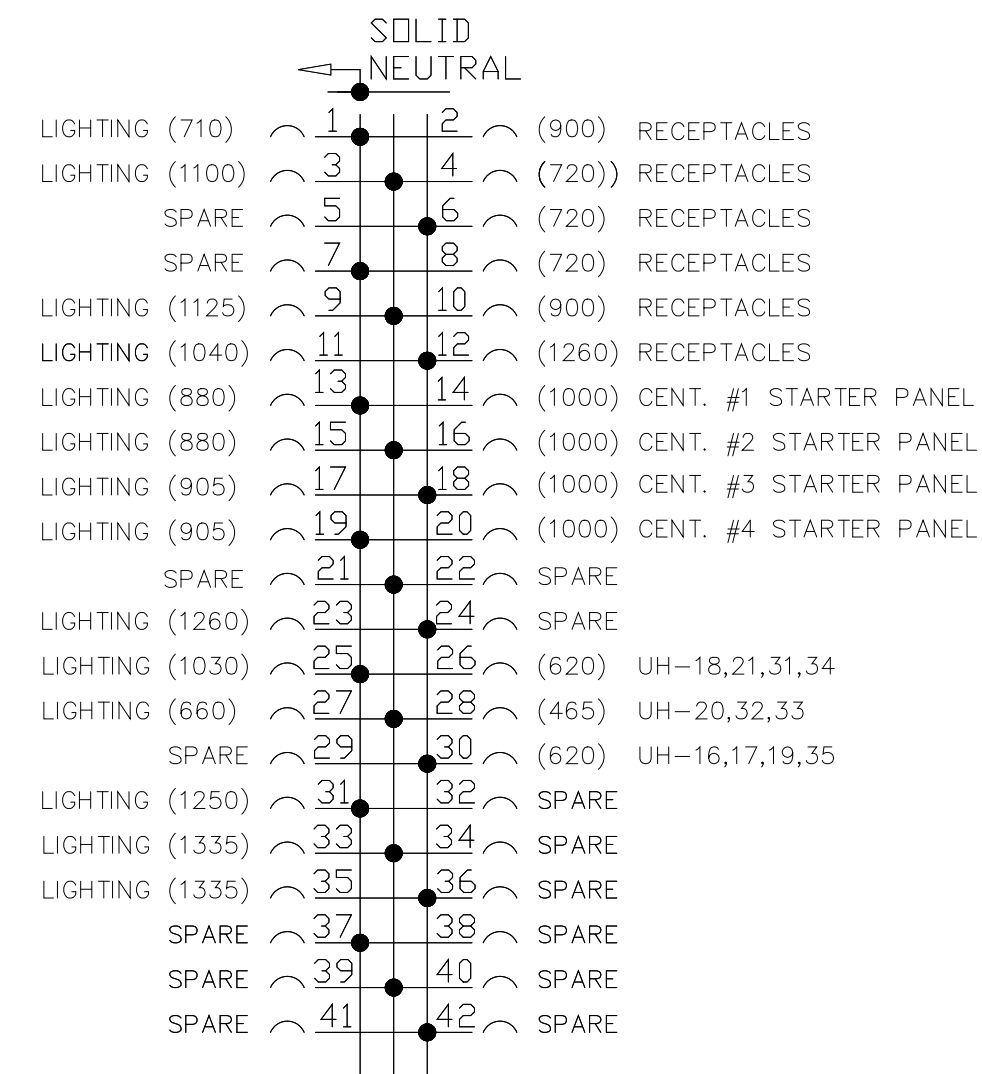 SOLID
NEUTRAL
LIGHTING (710) 1 2 (900) RECEPTACLES
LIGHTING (1100) 3 4 (720)) RECEPTACLES
SPARE 5 6 (720) RECEPTACLES
SPARE 7 8 (720) RECEPTACLES
LIGHTING (1125) 9 10 (900) RECEPTACLES
LIGHTING (1040) 11 12 (1260) RECEPTACLES
LIGHTING (880) 13 14 (1000) CENT. #1 STARTER PANEL
LIGHTING (880) 15 16 (1000) CENT. #2 STARTER PANEL
LIGHTING (905) 17 18 (1000) CENT. #3 STARTER PANEL
LIGHTING (905) 19 20 (1000) CENT. #4 STARTER PANEL
SPARE 21 22 SPARE
LIGHTING (1260) 23 24 SPARE
LIGHTING (1030) 25 26 (620) UH-18,21,31,34
LIGHTING (660) 27 28 (465) UH-20,32,33
SPARE 29 30 (620) UH-16,17,19,35
LIGHTING (1250) 31 32 SPARE
LIGHTING (1335) 33 34 SPARE
LIGHTING (1335) 35 36 SPARE
SPARE 37 38 SPARE
SPARE 39 40 SPARE
SPARE 41 42 SPARE